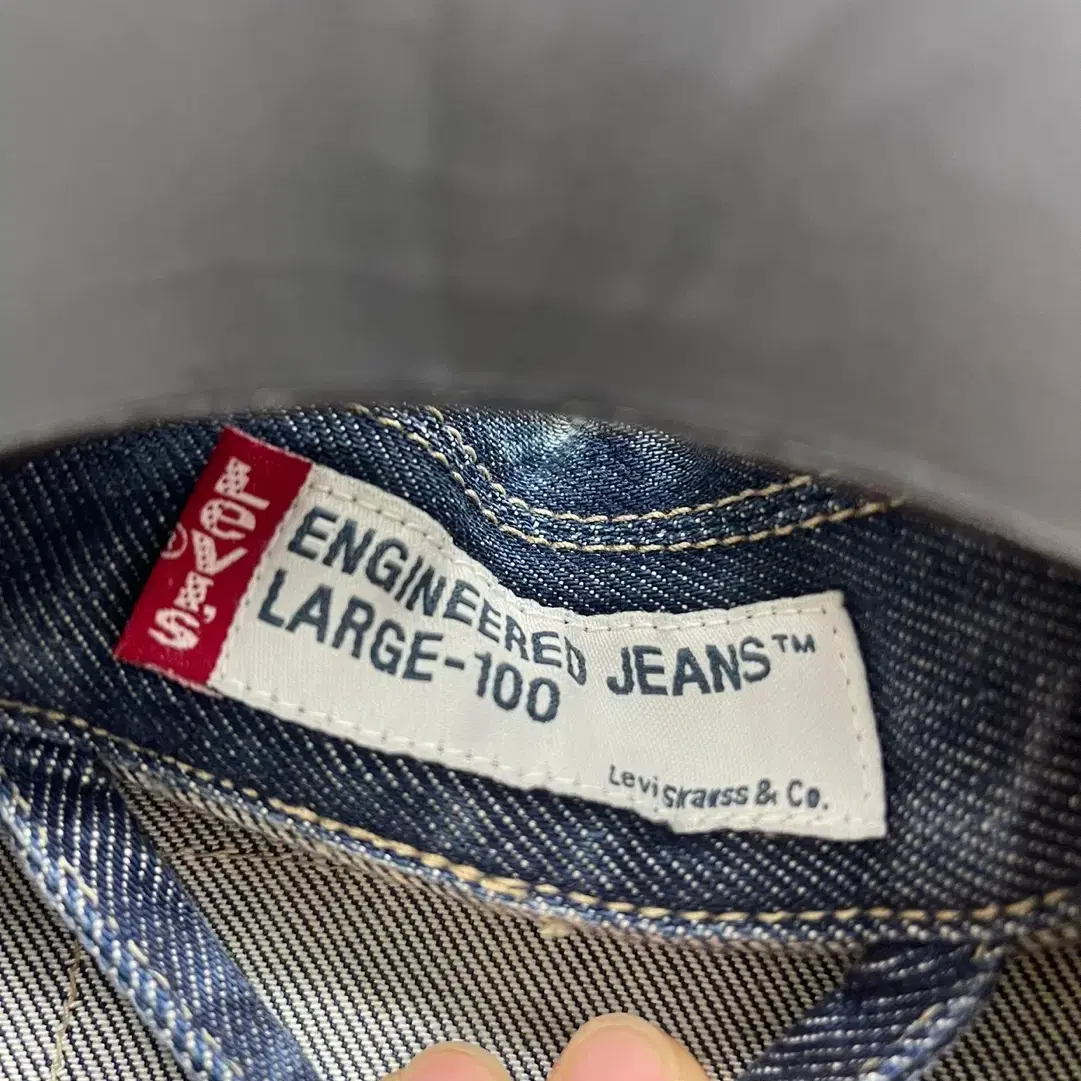 LEVI'S
®
ENGINEERED JEANS™
LARGE-100
Levi Strauss & Co.